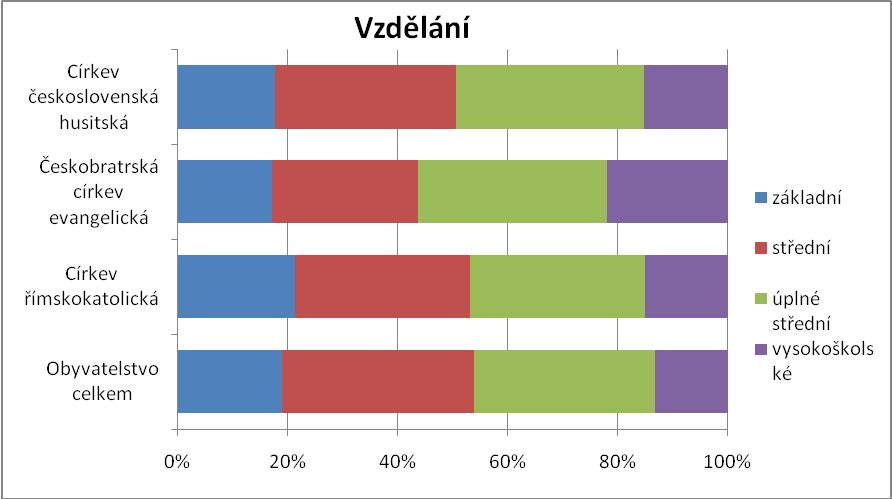 Vzdělání
Církev
československá
husitská
Českobratrská
církev
evangelická
Církev
římskokatolická
Obyvatelstvo
celkem
0%
20%
40%
60%
80%
100%
základní
střední
úplné
střední
vysokoškols
ké